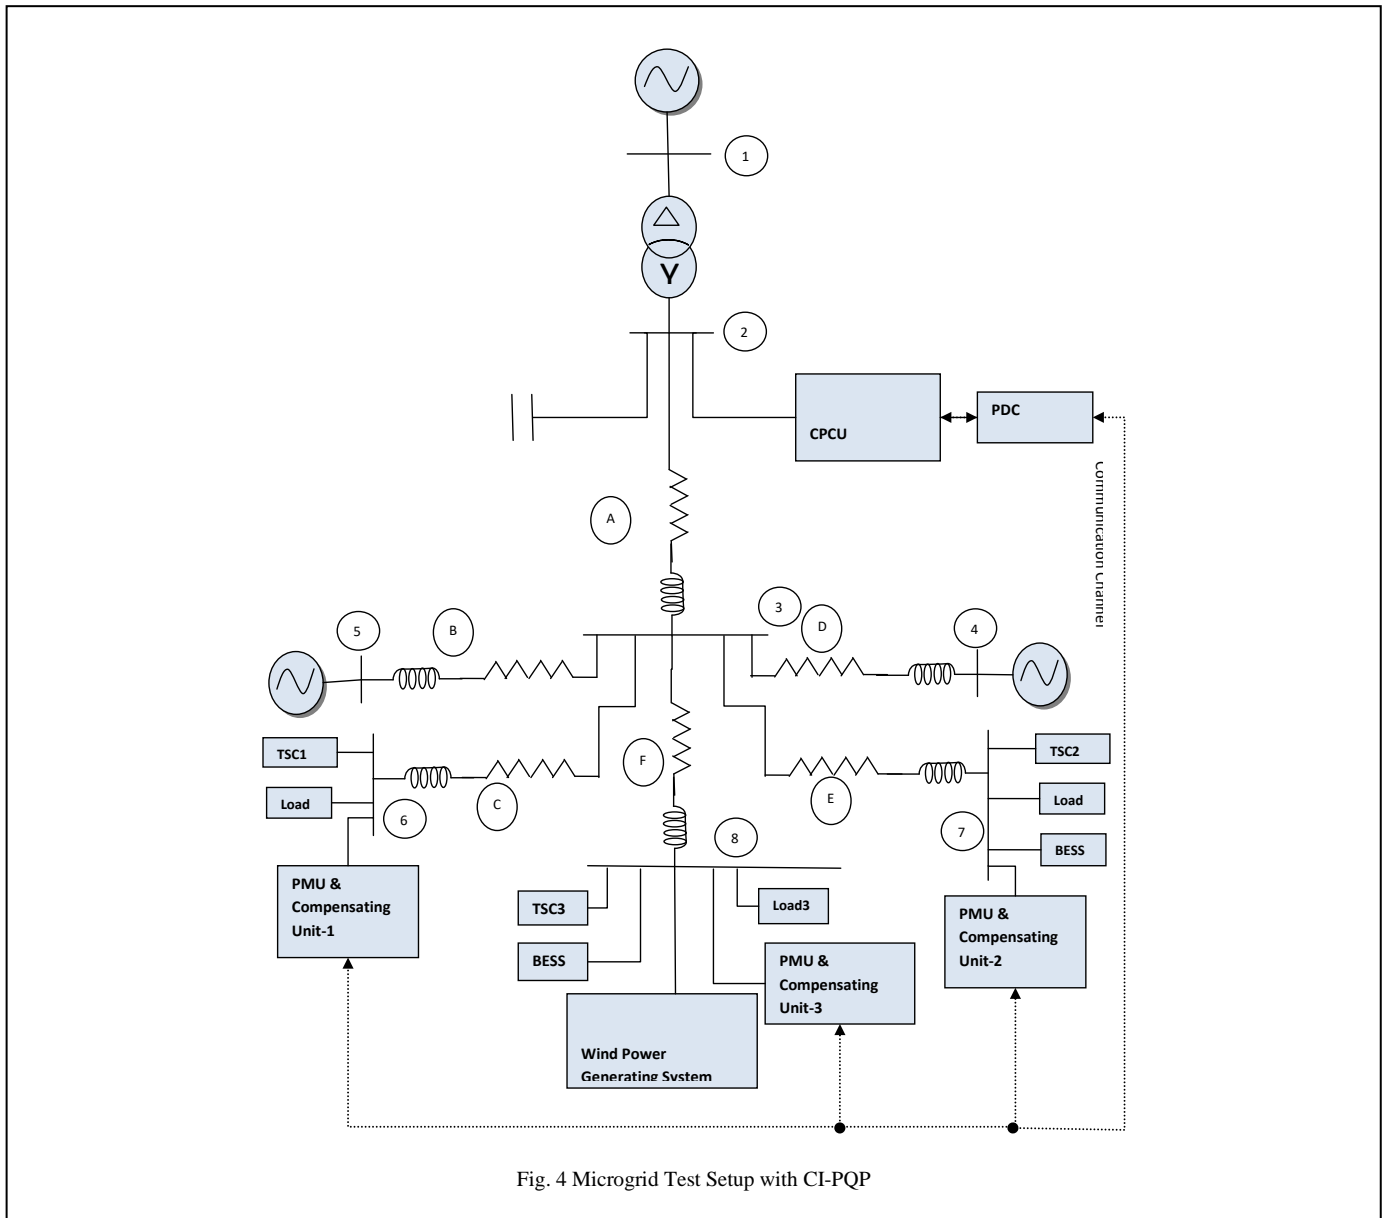 1
Y
2
CPCU
PDC
Communication Channel
A
3
5
B
D
4
TSC1
Load
C
6
F
E
8
7
TSC2
Load
BESS
PMU &
Compensating
Unit-1
TSC3
BESS
Load3
PMU &
Compensating
Unit-3
PMU &
Compensating
Unit-2
Wind Power
Generating System
Fig. 4 Microgrid Test Setup with CI-PQP